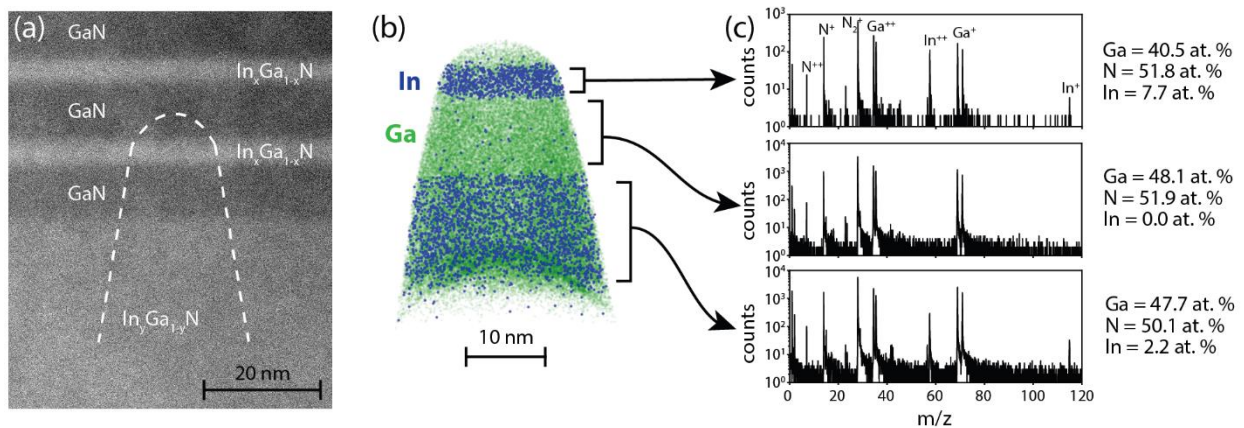 (a)
GaN
InₓGa₁₋ₓN
GaN
InₓGa₁₋ₓN
GaN
InᵧGa₁₋ᵧN
20 nm
(b)
In
Ga
10 nm
(c)
counts
10³
10²
10¹
10⁰
N⁺⁺
N⁺
N₂⁺
Ga⁺⁺
In⁺⁺
Ga⁺
In⁺
Ga = 40.5 at. %
N = 51.8 at. %
In = 7.7 at. %
counts
10⁴
10³
10²
10¹
10⁰
Ga = 48.1 at. %
N = 51.9 at. %
In = 0.0 at. %
counts
10⁴
10³
10²
10¹
10⁰
0 20 40 60 80 100 120
m/z
Ga = 47.7 at. %
N = 50.1 at. %
In = 2.2 at. %